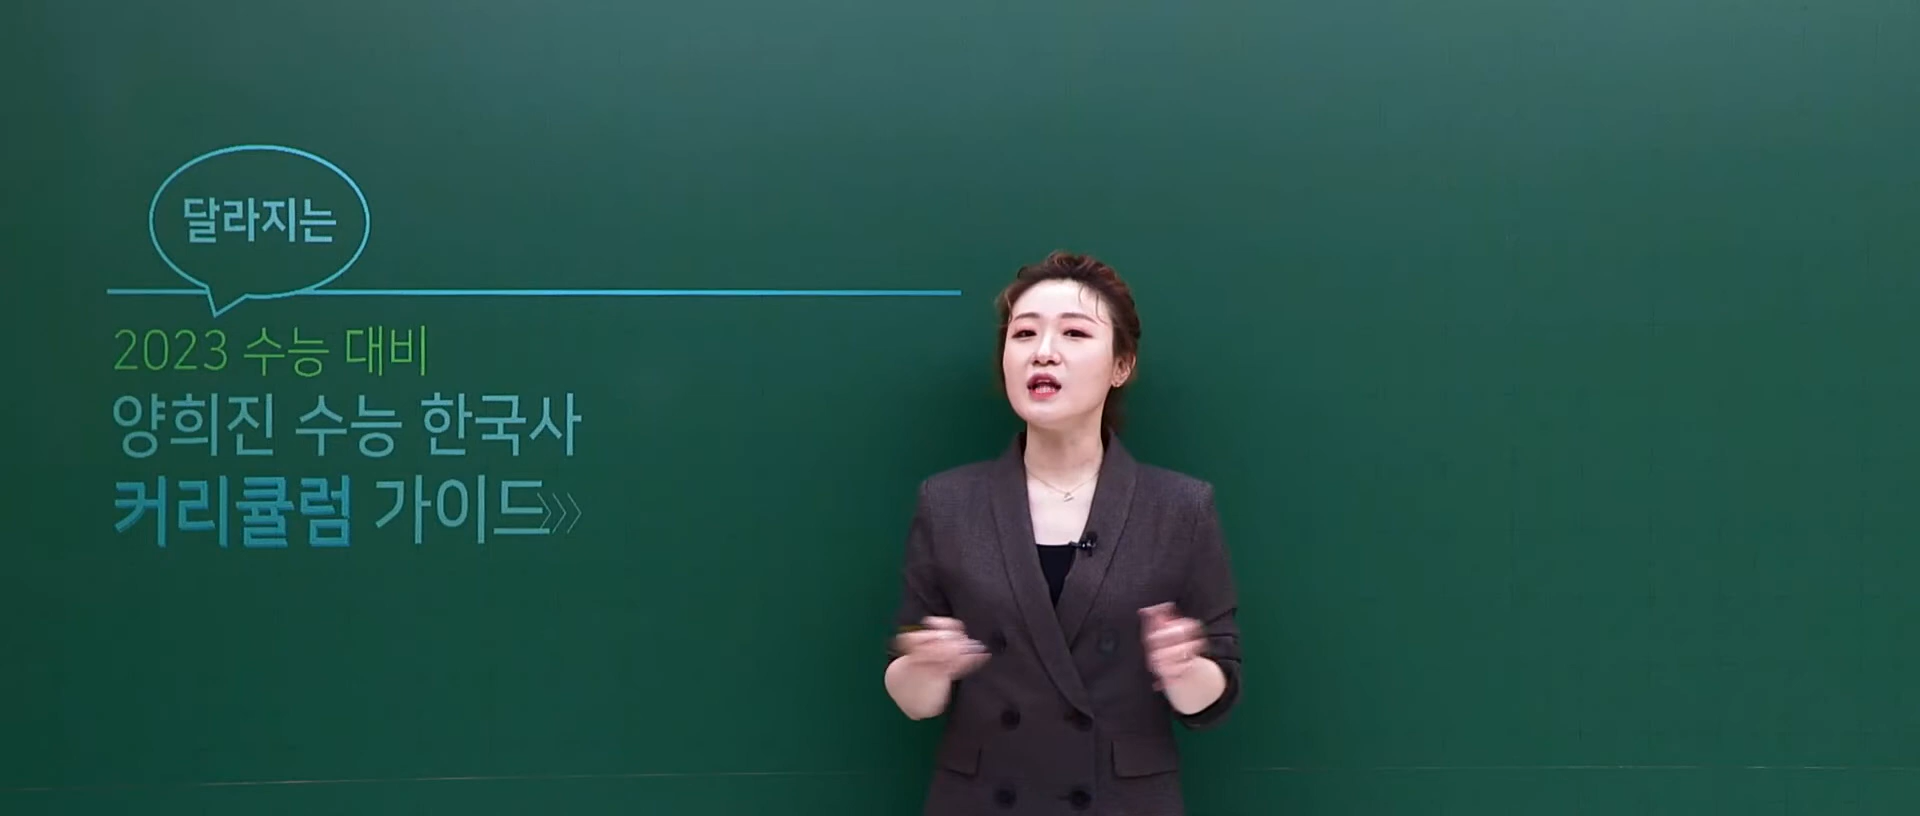 달라지는
2023 수능 대비
양희진 수능 한국사
커리큘럼 가이드>>>